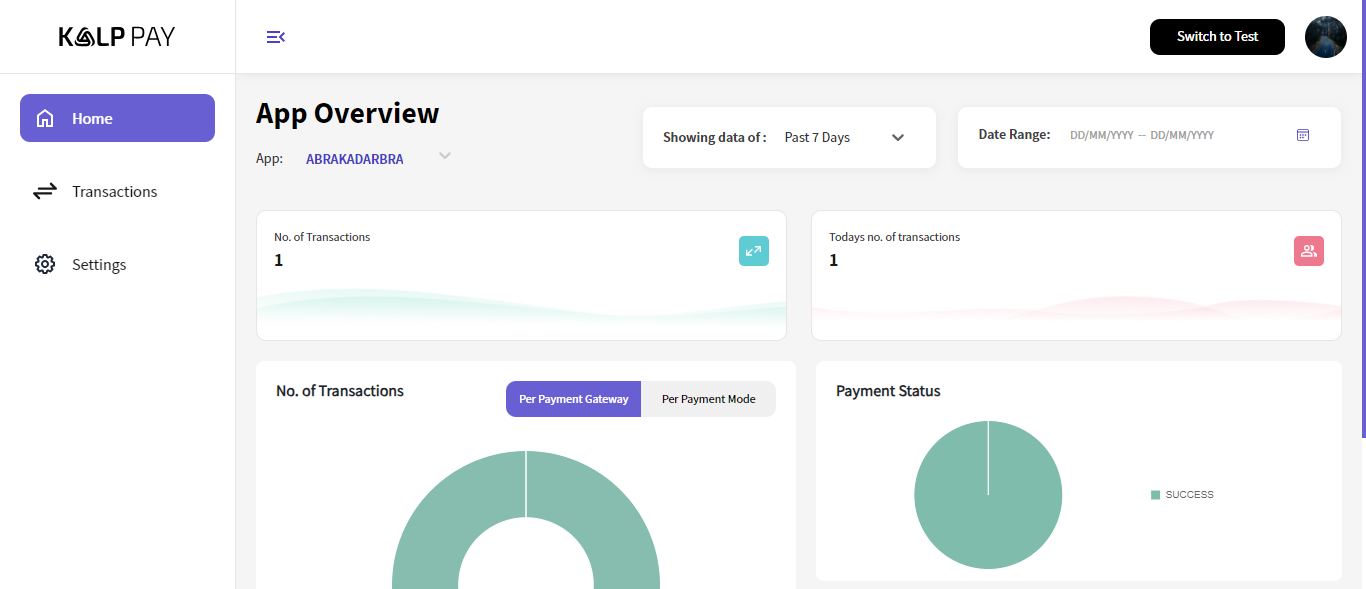 KALP PAY
Switch to Test
Home
Transactions
Settings
App Overview
App: ABRAKADARBRA
Showing data of : Past 7 Days
Date Range: DD/MM/YYYY -- DD/MM/YYYY
No. of Transactions
1
Todays no. of transactions
1
No. of Transactions
Per Payment Gateway
Per Payment Mode
Payment Status
SUCCESS